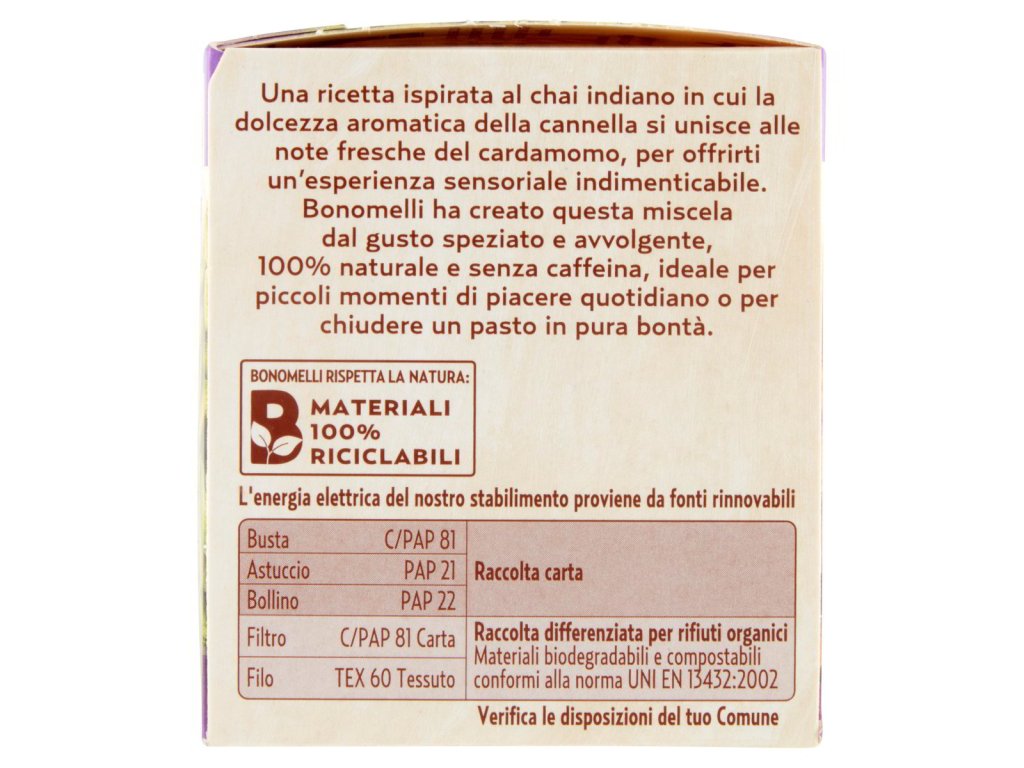 Una ricetta ispirata al chai indiano in cui la
dolcezza aromatica della cannella si unisce alle
note fresche del cardamomo, per offrirti
un'esperienza sensoriale indimenticabile.
Bonomelli ha creato questa miscela
dal gusto speziato e avvolgente,
100% naturale e senza caffeina, ideale per
piccoli momenti di piacere quotidiano o per
chiudere un pasto in pura bontà.
BONOMELLI RISPETTA LA NATURA:
B MATERIALI
100%
RICICLABILI
L'energia elettrica del nostro stabilimento proviene da fonti rinnovabili
Busta C/PAP 81
Astuccio PAP 21 Raccolta carta
Bollino PAP 22
Filtro C/PAP 81 Carta Raccolta differenziata per rifiuti organici
Materiali biodegradabili e compostabili
Filo TEX 60 Tessuto conformi alla norma UNI EN 13432:2002
Verifica le disposizioni del tuo Comune